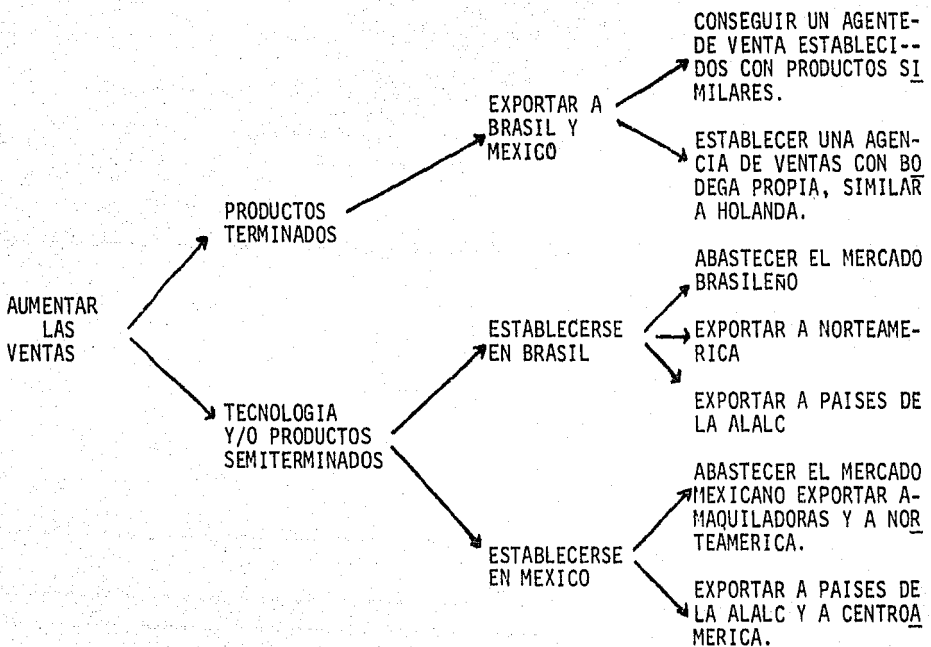 AUMENTAR
LAS
VENTAS
PRODUCTOS
TERMINADOS
TECNOLOGIA
Y/O PRODUCTOS
SEMITERMINADOS
EXPORTAR A
BRASIL Y
MEXICO
ESTABLECERSE
EN BRASIL
ESTABLECERSE
EN MEXICO
CONSEGUIR UN AGENTE-
DE VENTA ESTABLECI--
DOS CON PRODUCTOS SI
MILARES.
ESTABLECER UNA AGEN-
CIA DE VENTAS CON BO
DEGA PROPIA, SIMILAR
A HOLANDA.
ABASTECER EL MERCADO
BRASILEÑO
EXPORTAR A NORTEAME-
RICA
EXPORTAR A PAISES DE
LA ALALC
ABASTECER EL MERCADO
MEXICANO EXPORTAR A-
MAQUILADORAS Y A NOR
TEAMERICA.
EXPORTAR A PAISES DE
LA ALALC Y A CENTROA
MERICA.